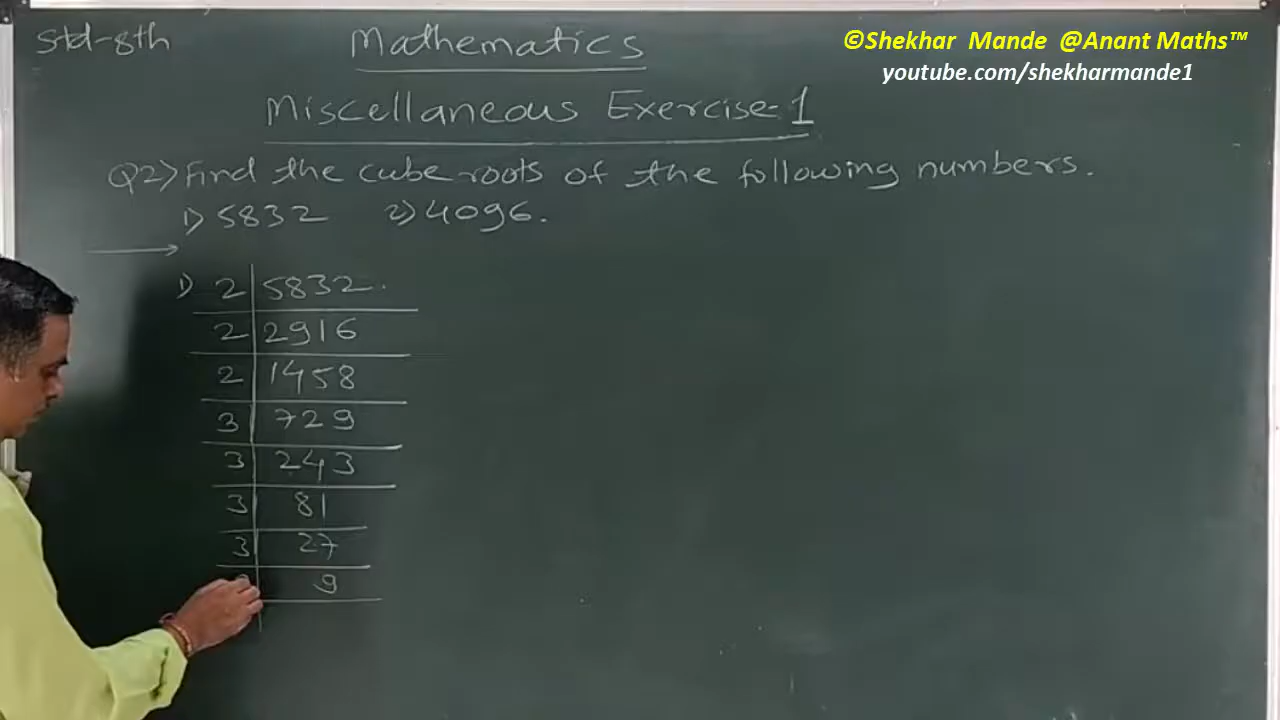 Std-8th
Mathematics
©Shekhar Mande @Anant Maths™
youtube.com/shekharmande1
Miscellaneous Exercise-1
Q2> Find the cube roots of the following numbers.
1) 5832 2) 4096.
1) 2 5832.
2 2916
2 1458
3 729
3 243
3 81
3 27
9